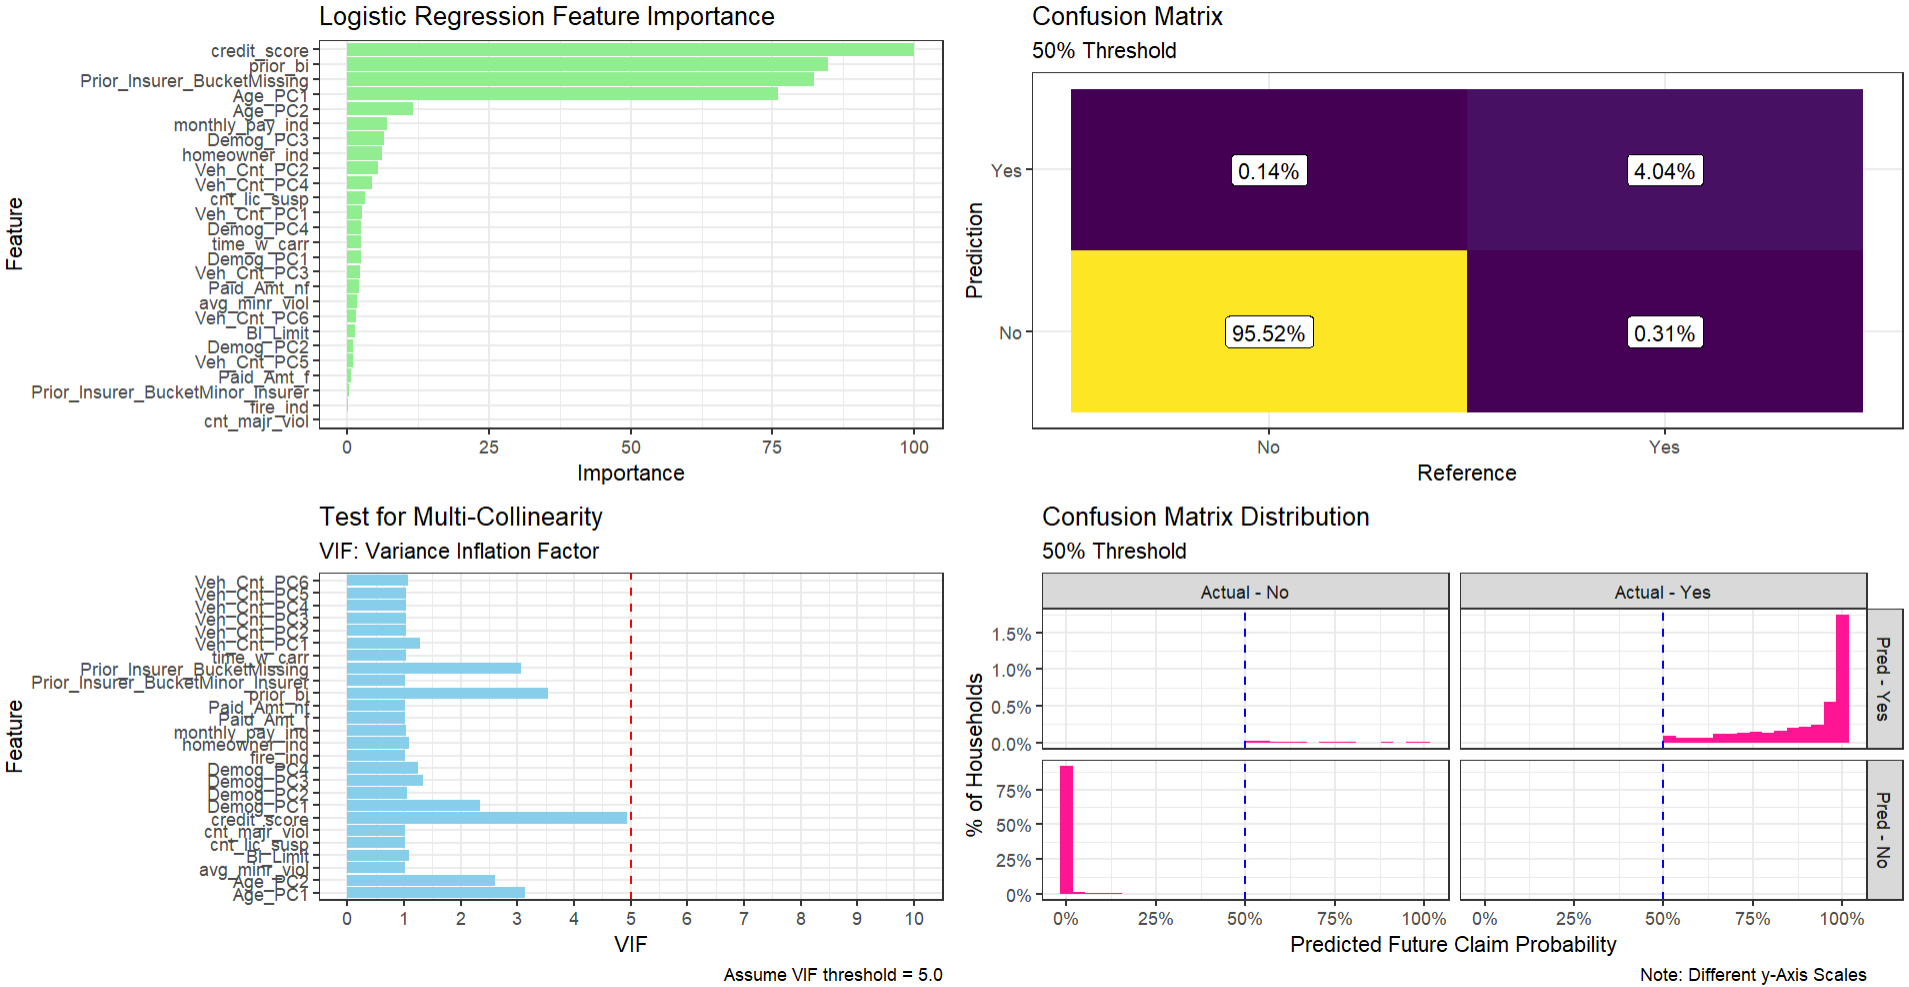 Logistic Regression Feature Importance
Feature
credit_score
prior_bi
Prior_Insurer_BucketMissing
Age_PC1
Age_PC2
monthly_pay_ind
Demog_PC3
homeowner_ind
Veh_Cnt_PC2
Veh_Cnt_PC4
cnt_lic_susp
Veh_Cnt_PC1
Demog_PC4
time_w_carr
Demog_PC1
Veh_Cnt_PC3
Paid_Amt_nf
avg_minr_viol
Veh_Cnt_PC6
BI_Limit
Demog_PC2
Veh_Cnt_PC5
Paid_Amt_f
Prior_Insurer_BucketMinor_Insurer
fire_ind
cnt_majr_viol
0 25 50 75 100
Importance
Confusion Matrix
50% Threshold
Prediction
Yes 0.14% 4.04%
No 95.52% 0.31%
No Yes
Reference
Test for Multi-Collinearity
VIF: Variance Inflation Factor
Feature
Veh_Cnt_PC6
Veh_Cnt_PC5
Veh_Cnt_PC4
Veh_Cnt_PC3
Veh_Cnt_PC2
Veh_Cnt_PC1
time_w_carr
Prior_Insurer_BucketMissing
Prior_Insurer_BucketMinor_Insurer
prior_bi
Paid_Amt_nf
Paid_Amt_f
monthly_pay_ind
homeowner_ind
fire_ind
Demog_PC4
Demog_PC3
Demog_PC2
Demog_PC1
credit_score
cnt_majr_viol
cnt_lic_susp
BI_Limit
avg_minr_viol
Age_PC2
Age_PC1
0 1 2 3 4 5 6 7 8 9 10
VIF
Assume VIF threshold = 5.0
Confusion Matrix Distribution
50% Threshold
Actual - No Actual - Yes
% of Households
1.5%
1.0%
0.5%
0.0%
Pred - Yes
75%
50%
25%
0%
Pred - No
0% 25% 50% 75% 100% 0% 25% 50% 75% 100%
Predicted Future Claim Probability
Note: Different y-Axis Scales